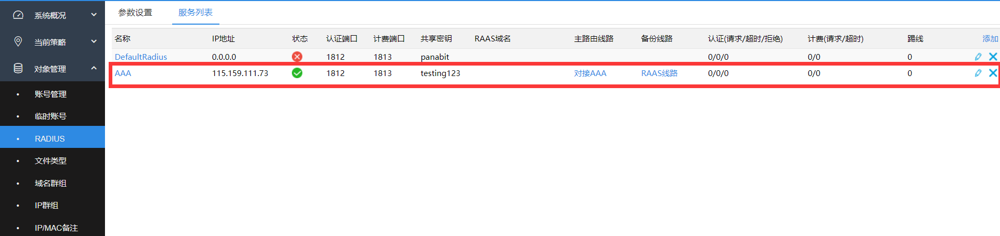 系统概况
当前策略
对象管理
账号管理
临时账号
RADIUS
文件类型
域名群组
IP群组
IP/MAC备注
参数设置 服务列表
名称 IP地址 状态 认证端口 计费端口 共享密钥 RAAS域名 主路由线路 备份线路 认证(请求/超时/拒绝) 计费(请求/超时) 踢线 添加
DefaultRadius 0.0.0.0 1812 1813 panabit 0/0/0 0/0 0
AAA 115.159.111.73 1812 1813 testing123 对接AAA RAAS线路 0/0/0 0/0 0